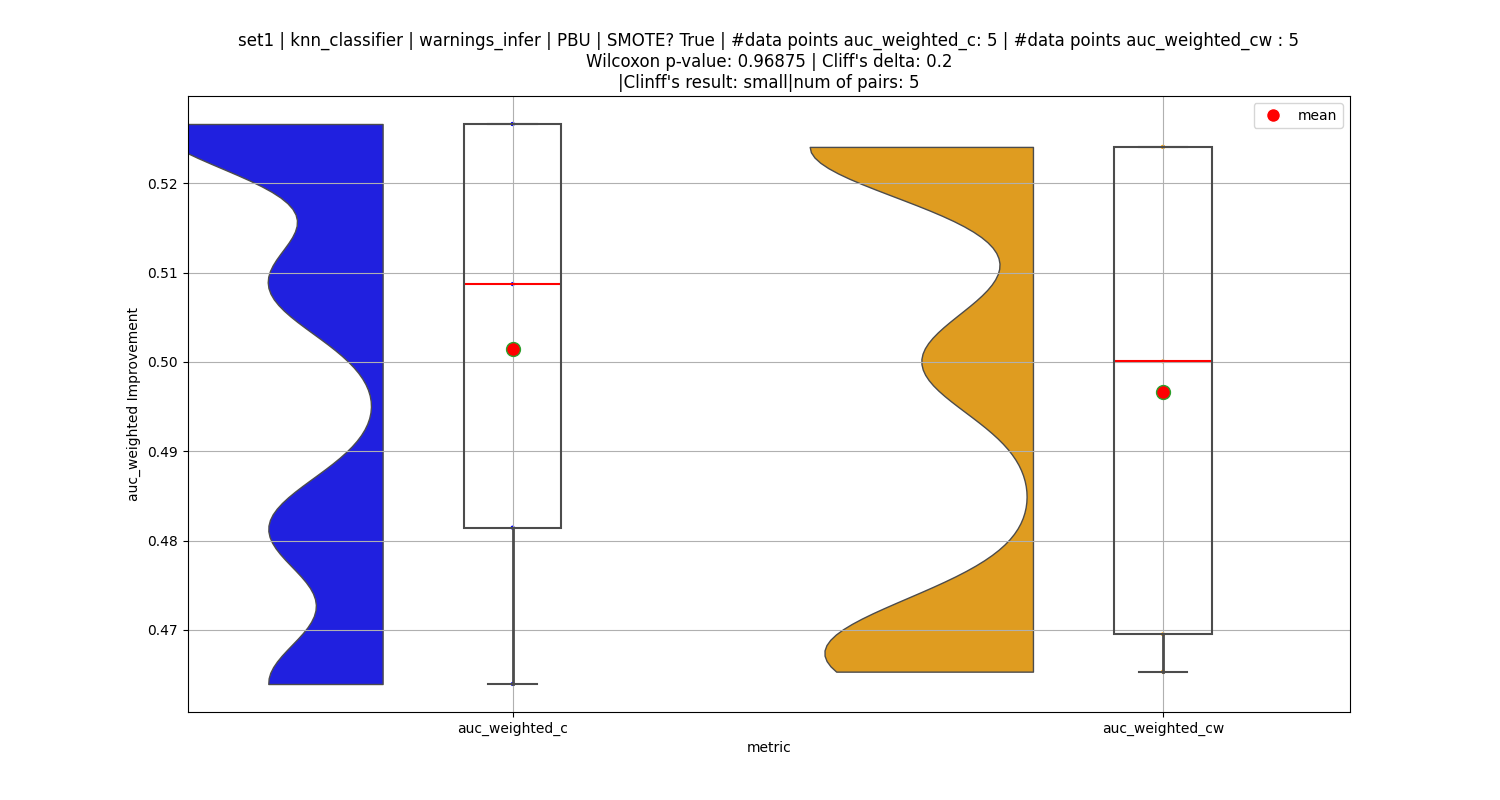 set1 | knn_classifier | warnings_infer | PBU | SMOTE? True | #data points auc_weighted_c: 5 | #data points auc_weighted_cw : 5
Wilcoxon p-value: 0.96875 | Cliff's delta: 0.2
|Clinff's result: small|num of pairs: 5
mean
0.52
0.51
0.50
0.49
0.48
0.47
auc_weighted Improvement
auc_weighted_c
auc_weighted_cw
metric